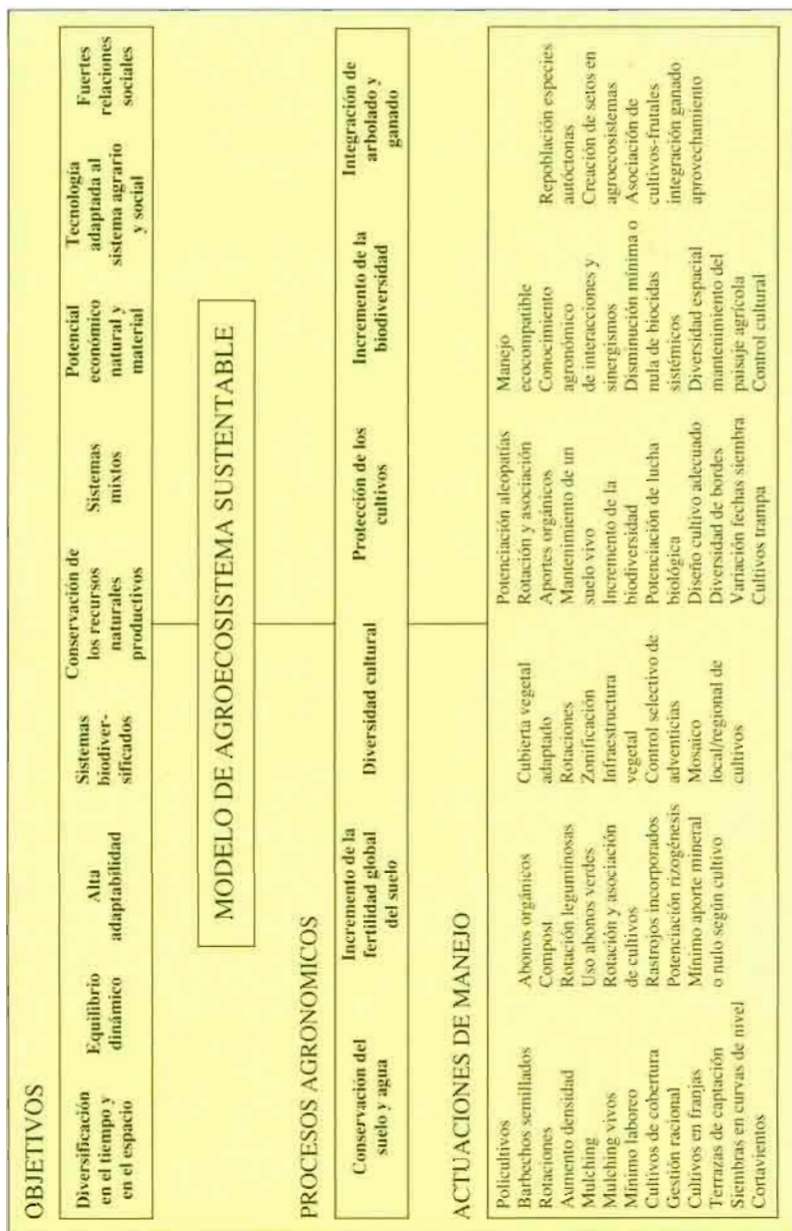 OBJETIVOS
Diversificación
en el tiempo y
en el espacio
Equilibrio
dinámico
Alta
adaptabilidad
Sistemas
biodiver-
sificados
Conservación de
los recursos
naturales
productivos
Sistemas
mixtos
Potencial
económico
natural y
material
Tecnología
adaptada al
sistema agrario
y social
Fuertes
relaciones
sociales
MODELO DE AGROECOSISTEMA SUSTENTABLE
PROCESOS AGRONOMICOS
Conservación del
suelo y agua
Incremento de la
fertilidad global
del suelo
Diversidad cultural
Protección de los
cultivos
Incremento de la
biodiversidad
Integración de
arbolado y
ganado
ACTUACIONES DE MANEJO
Policultivos
Barbechos semillados
Rotaciones
Aumento densidad
Mulching
Mulching vivos
Mínimo laboreo
Cultivos de cobertura
Gestión racional
Cultivos en franjas
Terrazas de captación
Siembras en curvas de nivel
Cortavientos
Abonos orgánicos
Compost
Rotación leguminosas
Uso abonos verdes
Rotación y asociación
de cultivos
Rastrojos incorporados
Potenciación rizogénesis
Mínimo aporte mineral
o nulo según cultivo
Cubierta vegetal
adaptado
Rotaciones
Zonificación
Infraestructura
vegetal
Control selectivo de
adventicias
Mosaico
local/regional de
cultivos
Potenciación aleopatías
Rotación y asociación
Aportes orgánicos
Mantenimiento de un
suelo vivo
Incremento de la
biodiversidad
Potenciación de lucha
biológica
Diseño cultivo adecuado
Diversidad de bordes
Variación fechas siembra
Cultivos trampa
Manejo
ecocompatible
Conocimiento
agronómico
de interacciones y
sinergismos
Disminución mínima o
nula de biocidas
sistémicos
Diversidad espacial
mantenimiento del
paisaje agrícola
Control cultural
Repoblación especies
autóctonas
Creación de setos en
agroecosistemas
Asociación de
cultivos-frutales
integración ganado
aprovechamiento